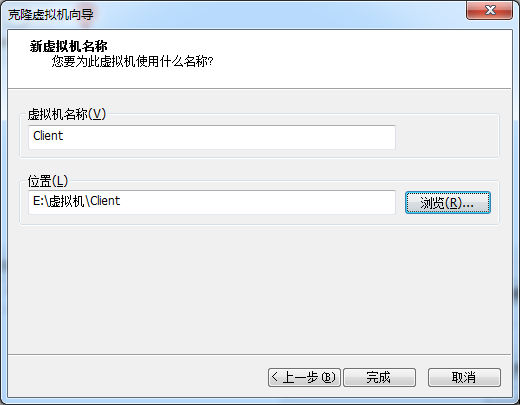 克隆虚拟机向导
新虚拟机名称
您要为此虚拟机使用什么名称?
虚拟机名称(V)
Client
位置(L)
E:\虚拟机\Client
浏览(R)...
< 上一步(B)
完成
取消